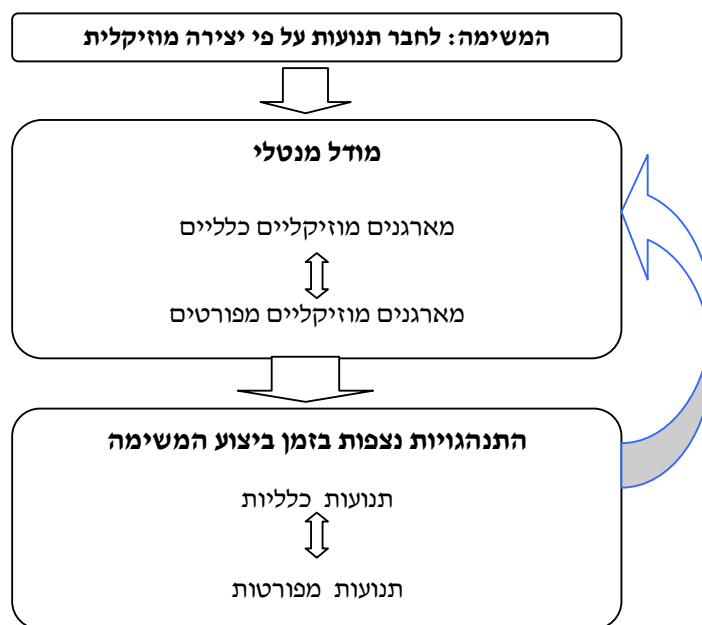 המשימה: לחבר תנועות על פי יצירה מוזיקלית
מודל מנטלי
מארגנים מוזיקליים כלליים
מארגנים מוזיקליים מפורטים
התנהגויות נצפות בזמן ביצוע המשימה
תנועות כלליות
תנועות מפורטות